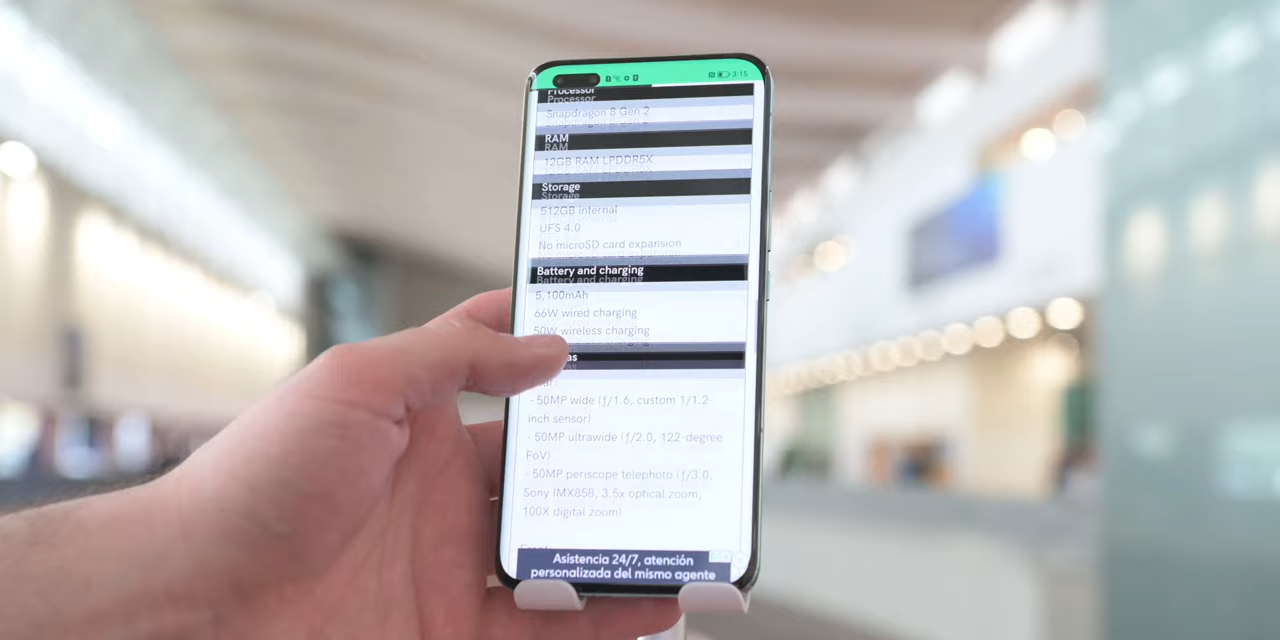 3:15
Processor
Snapdragon 8 Gen 2
RAM
12GB RAM LPDDR5X
Storage
512GB internal
UFS 4.0
No microSD card expansion
Battery and charging
5,100mAh
66W wired charging
50W wireless charging
as
- 50MP wide (ƒ/1.6, custom 1/1.2-
inch sensor)
- 50MP ultrawide (ƒ/2.0, 122-degree
FoV)
- 50MP periscope telephoto (ƒ/3.0,
Sony IMX858, 3.5x optical zoom,
100X digital zoom)
Asistencia 24/7, atención
personalizada del mismo agente